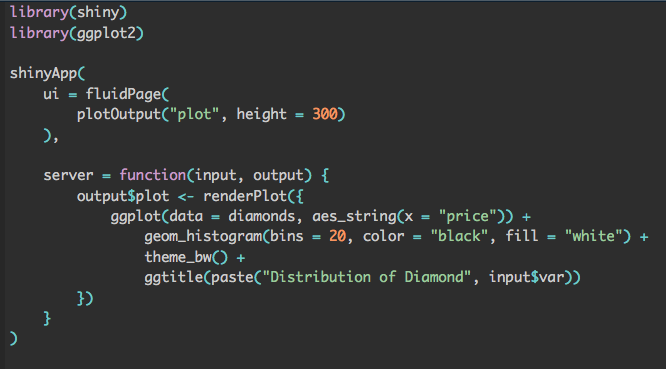 library(shiny)
library(ggplot2)

shinyApp(
    ui = fluidPage(
        plotOutput("plot", height = 300)
    ),

    server = function(input, output) {
        output$plot <- renderPlot({
            ggplot(data = diamonds, aes_string(x = "price")) +
                geom_histogram(bins = 20, color = "black", fill = "white") +
                theme_bw() +
                ggtitle(paste("Distribution of Diamond", input$var))
        })
    }
)